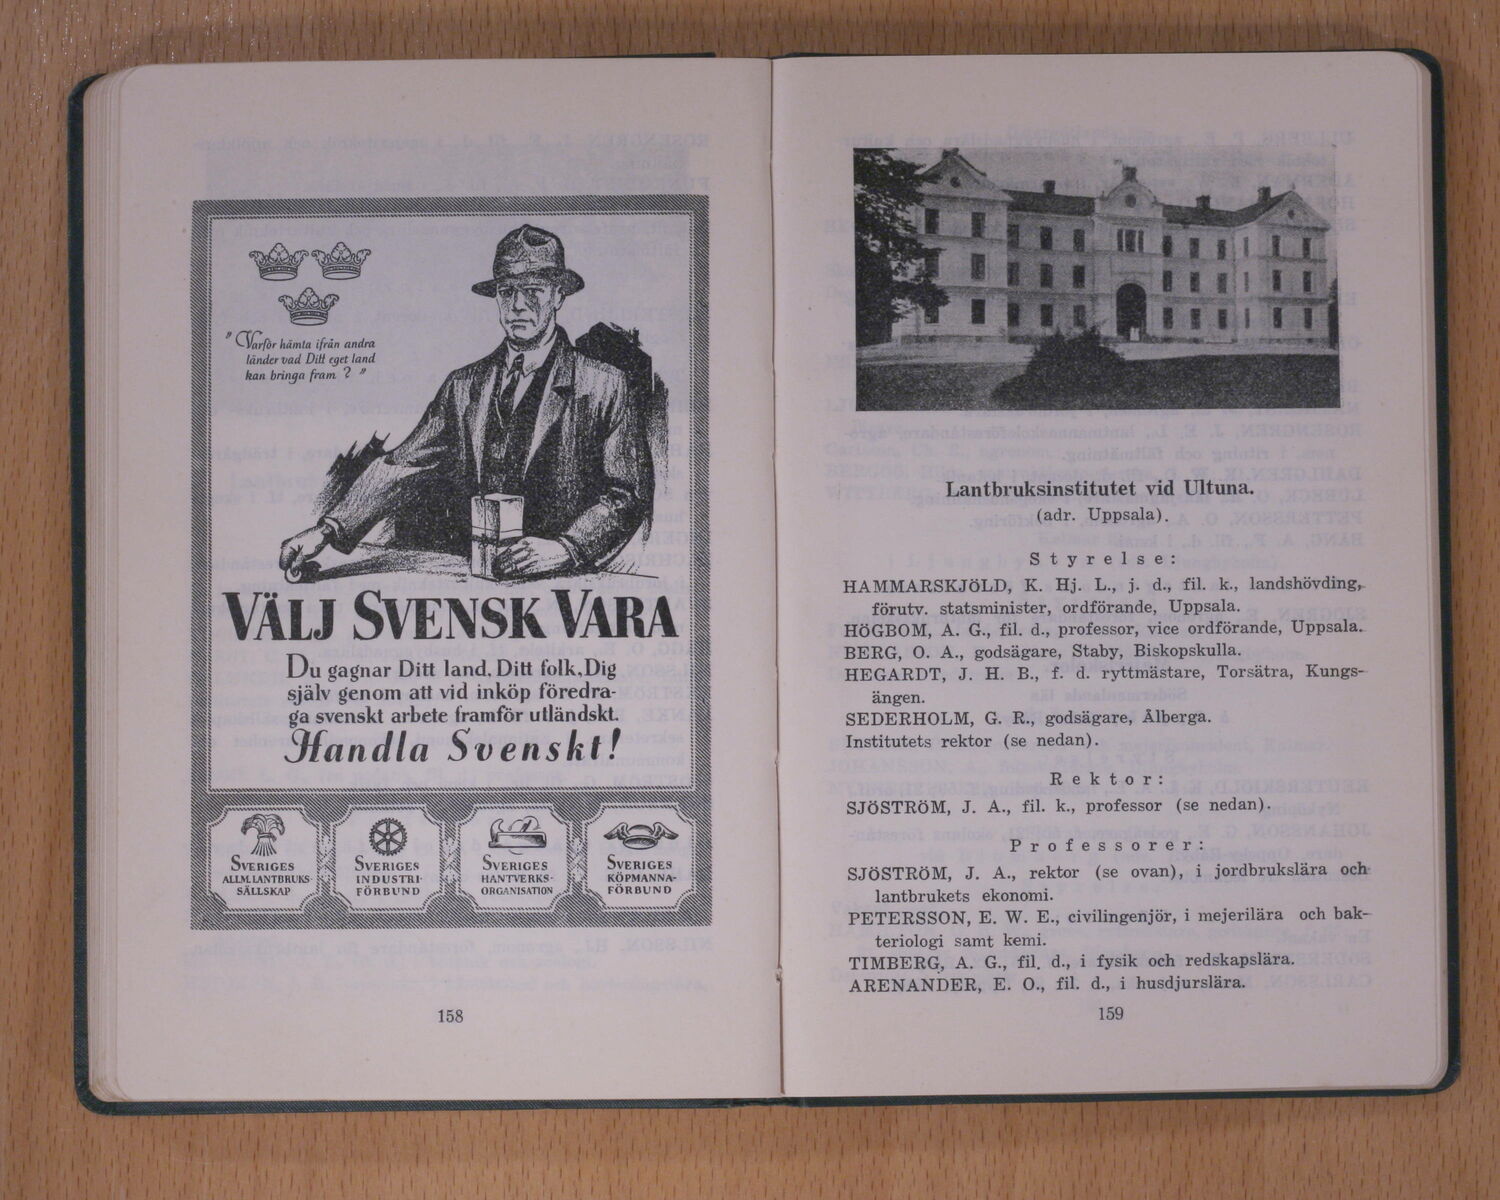 "Varför hämta ifrån andra
länder vad Ditt eget land
kan bringa fram? "
VÄLJ SVENSK VARA
Du gagnar Ditt land, Ditt folk, Dig
själv genom att vid inköp föredra-
ga svenskt arbete framför utländskt.
Handla Svenskt!
SVERIGES
ALLM. LANTBRUKS-
SÄLLSKAP
SVERIGES
INDUSTRI-
FÖRBUND
SVERIGES
HANTVERKS-
ORGANISATION
SVERIGES
KÖPMANNA-
FÖRBUND
158
Lantbruksinstitutet vid Ultuna.
(adr. Uppsala).
Styrelse:
HAMMARSKJÖLD, K. Hj. L., j. d., fil. k., landshövding,
förutv. statsminister, ordförande, Uppsala.
HÖGBOM, A. G., fil. d., professor, vice ordförande, Uppsala.
BERG, O. A., godsägare, Staby, Biskopskulla.
HEGARDT, J. H. B., f. d. ryttmästare, Torsätra, Kungs-
ängen.
SEDERHOLM, G. R., godsägare, Ålberga.
Institutets rektor (se nedan).
Rektor:
SJÖSTRÖM, J. A., fil. k., professor (se nedan).
Professorer:
SJÖSTRÖM, J. A., rektor (se ovan), i jordbrukslära och
lantbrukets ekonomi.
PETERSSON, E. W. E., civilingenjör, i mejerilära och bak-
teriologi samt kemi.
TIMBERG, A. G., fil. d., i fysik och redskapslära.
ARENANDER, E. O., fil. d., i husdjurslära.
159